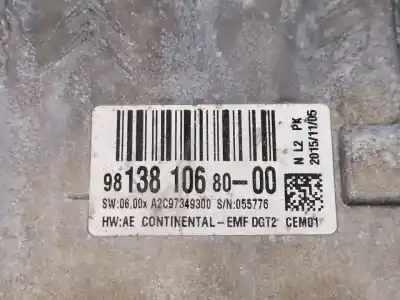 98 138 106 80-00
SW:06.00x A2C97349300 S/N:055776
HW:AE CONTINENTAL-EMF DGT2 CEM01
N L2 PK
2015/11/05